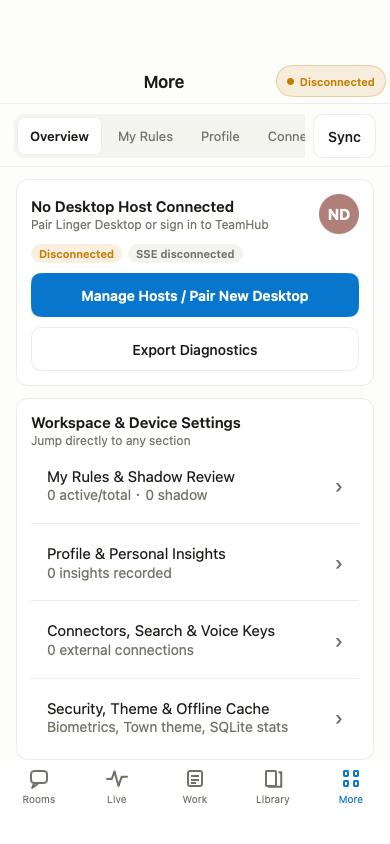 More
Disconnected
Overview
My Rules
Profile
Conne
Sync
No Desktop Host Connected
Pair Linger Desktop or sign in to TeamHub
ND
Disconnected
SSE disconnected
Manage Hosts / Pair New Desktop
Export Diagnostics
Workspace & Device Settings
Jump directly to any section
My Rules & Shadow Review
0 active/total · 0 shadow
Profile & Personal Insights
0 insights recorded
Connectors, Search & Voice Keys
0 external connections
Security, Theme & Offline Cache
Biometrics, Town theme, SQLite stats
Rooms
Live
Work
Library
More